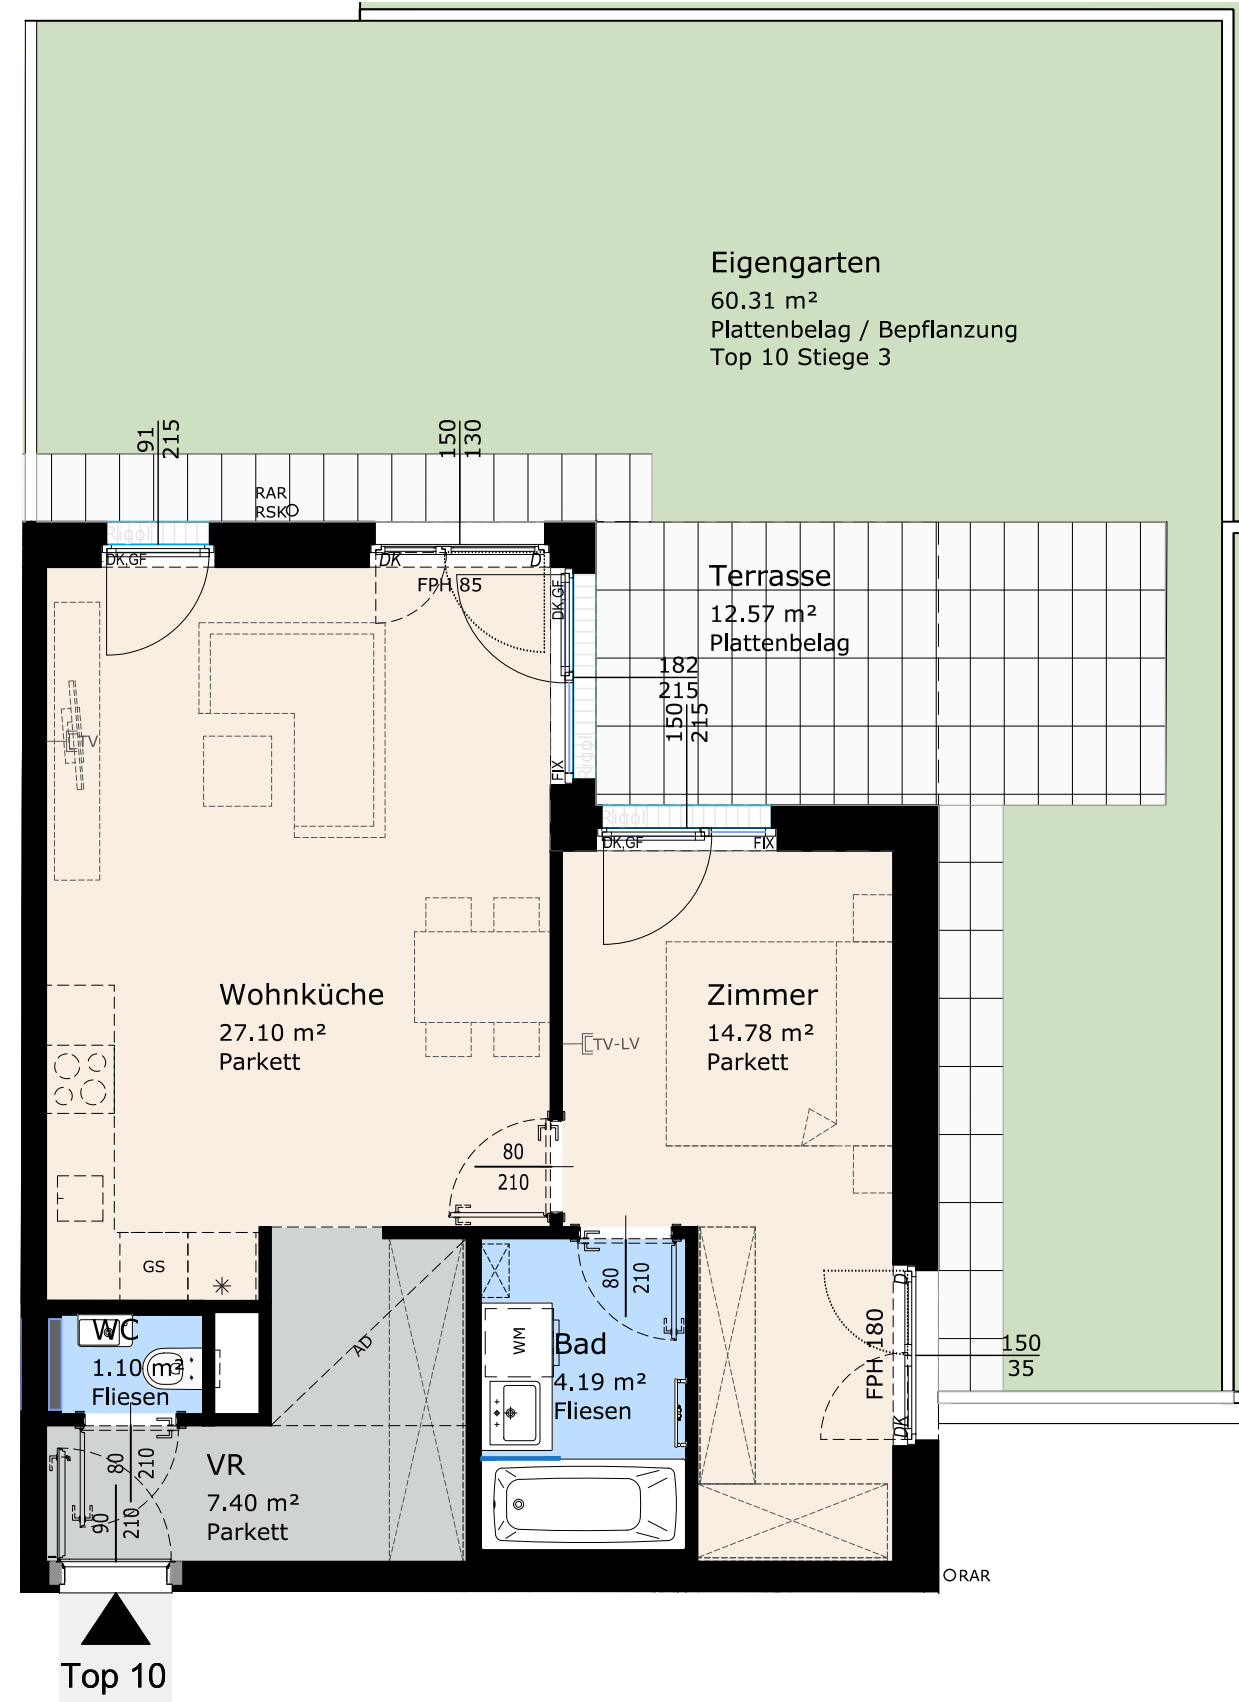 Eigengarten
60.31 m²
Plattenbelag / Bepflanzung
Top 10 Stiege 3
91
215
150
130
RAR
RSK
Rigol
DK,GF
DK
D
FPH 85
DK,GF
Terrasse
12.57 m²
Plattenbelag
182
215
150
215
FIX
Rigol
TV
Rigol
DK,GF
FIX
Wohnküche
27.10 m²
Parkett
Zimmer
14.78 m²
Parkett
TV-LV
80
210
GS
80
210
D
FPH 180
DK
150
35
WC
1.10 m²
Fliesen
AD
WM
Bad
4.19 m²
Fliesen
VR
7.40 m²
Parkett
80
210
90
210
RAR
Top 10